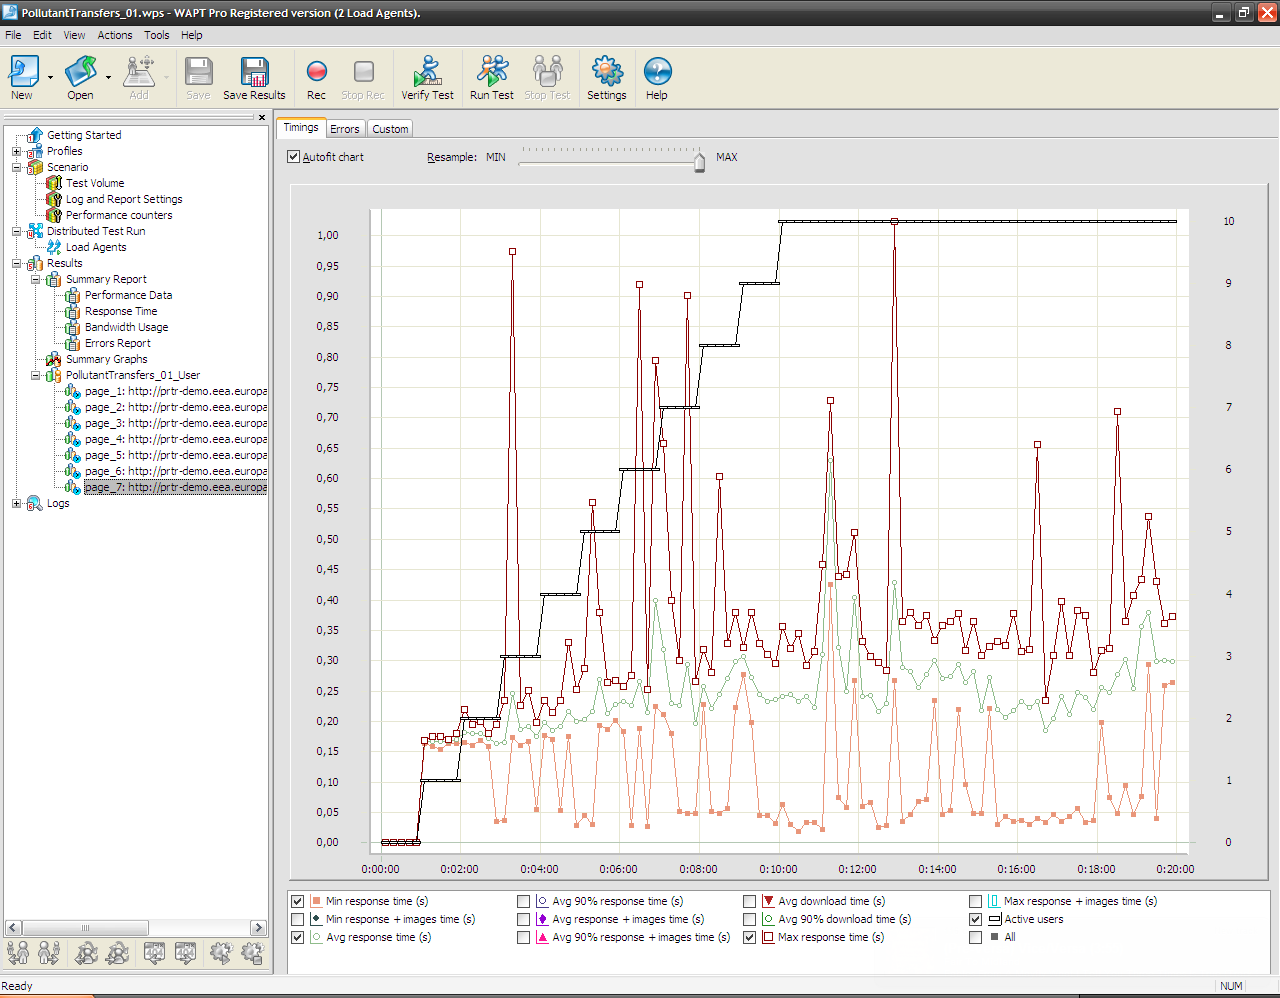 PollutantTransfers_01.wps - WAPT Pro Registered version (2 Load Agents).
File Edit View Actions Tools Help
New Open Add Save Save Results Rec Stop Rec Verify Test Run Test Stop Test Settings Help
Getting Started
Profiles
Scenario
Test Volume
Log and Report Settings
Performance counters
Distributed Test Run
Load Agents
Results
Summary Report
Performance Data
Response Time
Bandwidth Usage
Errors Report
Summary Graphs
PollutantTransfers_01_User
page_1: http://prtr-demo.eea.europa
page_2: http://prtr-demo.eea.europa
page_3: http://prtr-demo.eea.europa
page_4: http://prtr-demo.eea.europa
page_5: http://prtr-demo.eea.europa
page_6: http://prtr-demo.eea.europa
page_7: http://prtr-demo.eea.europa
Logs
Timings Errors Custom
Autofit chart Resample: MIN MAX
10
1,00
0,95
9
0,90
0,85
8
0,80
0,75
7
0,70
0,65
6
0,60
0,55
5
0,50
0,45
4
0,40
0,35
3
0,30
0,25
2
0,20
0,15
1
0,10
0,05
0,00 0
0:00:00 0:02:00 0:04:00 0:06:00 0:08:00 0:10:00 0:12:00 0:14:00 0:16:00 0:18:00 0:20:00
Min response time (s) Avg 90% response time (s) Avg download time (s) Max response + images time (s)
Min response + images time (s) Avg response + images time (s) Avg 90% download time (s) Active users
Avg response time (s) Avg 90% response + images time (s) Max response time (s) All
Ready NUM